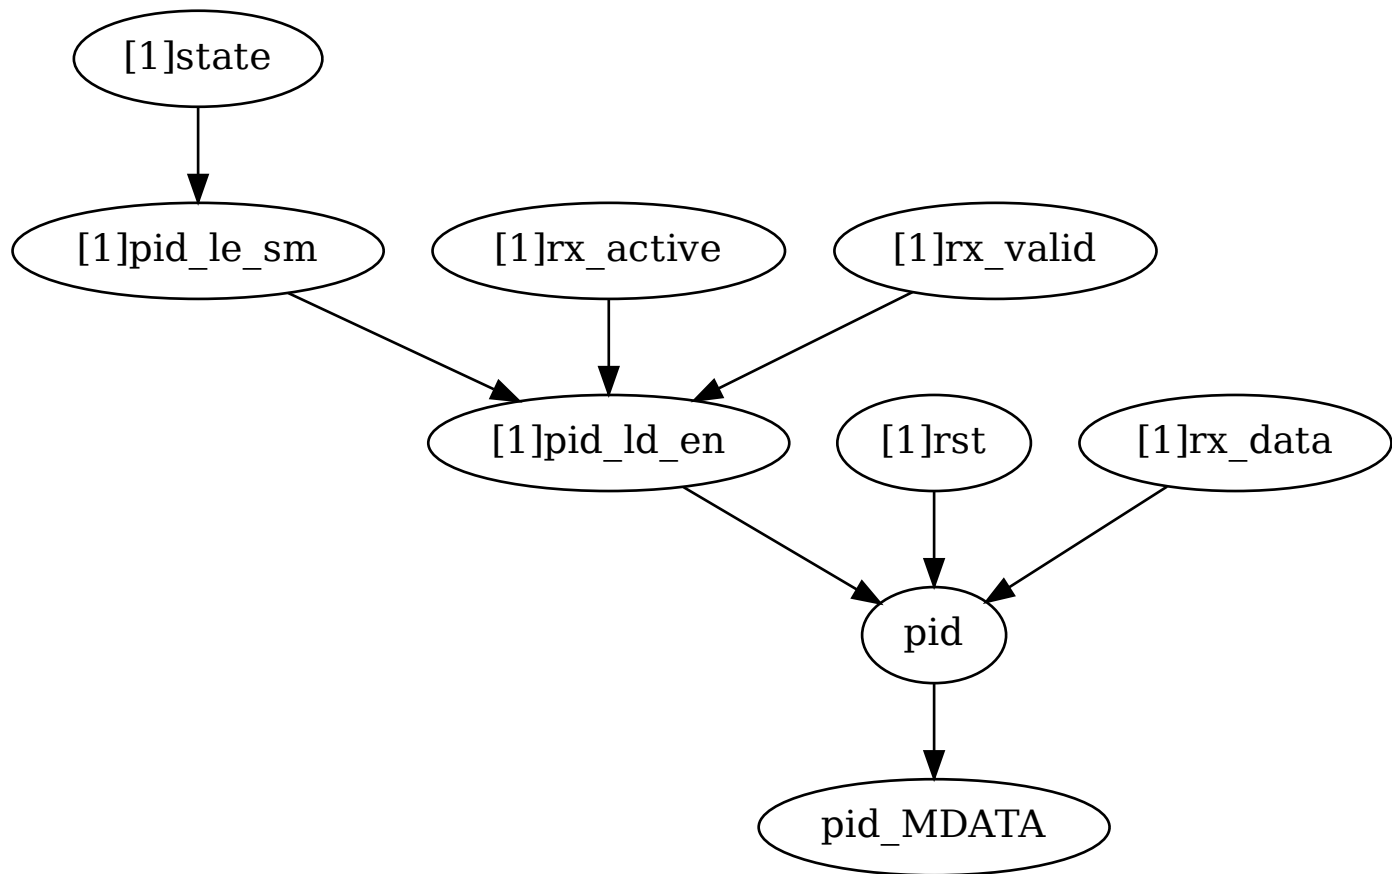 [1]state
[1]pid_le_sm
[1]rx_active
[1]rx_valid
[1]pid_ld_en
[1]rst
[1]rx_data
pid
pid_MDATA